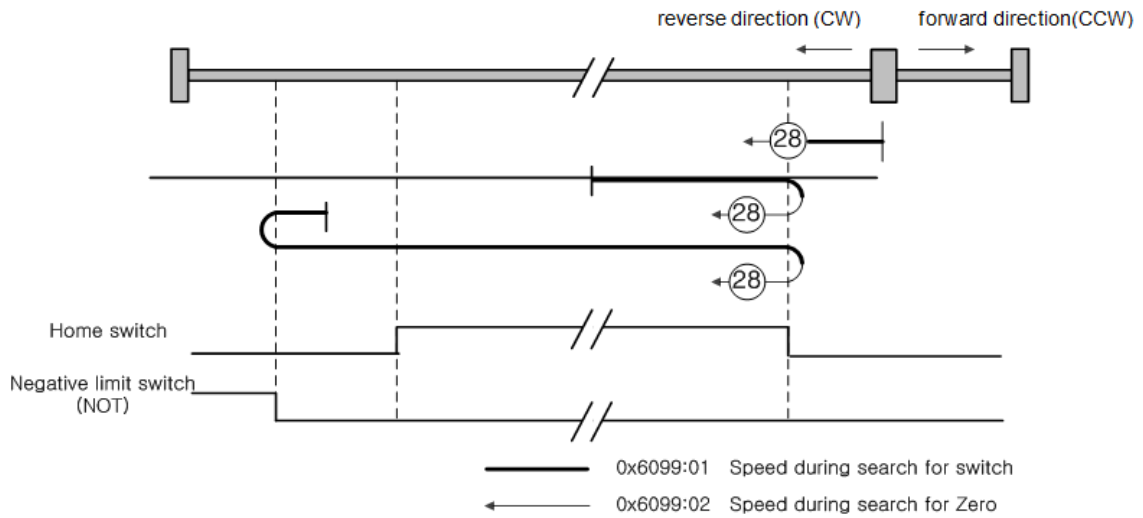 reverse direction (CW) forward direction(CCW)
28
28
28
Home switch
Negative limit switch
(NOT)
0x6099:01 Speed during search for switch
0x6099:02 Speed during search for Zero